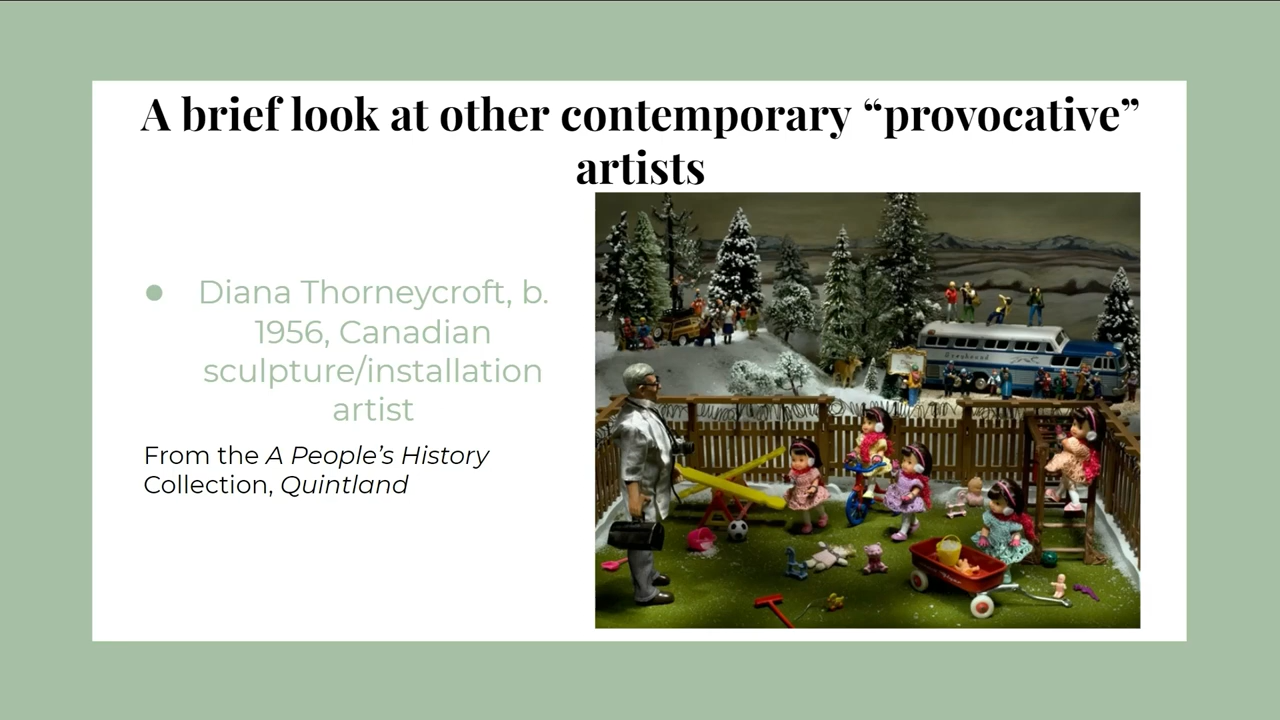 A brief look at other contemporary “provocative”
artists
● Diana Thorneycroft, b.
1956, Canadian
sculpture/installation
artist
From the A People’s History
Collection, Quintland
Greyhound